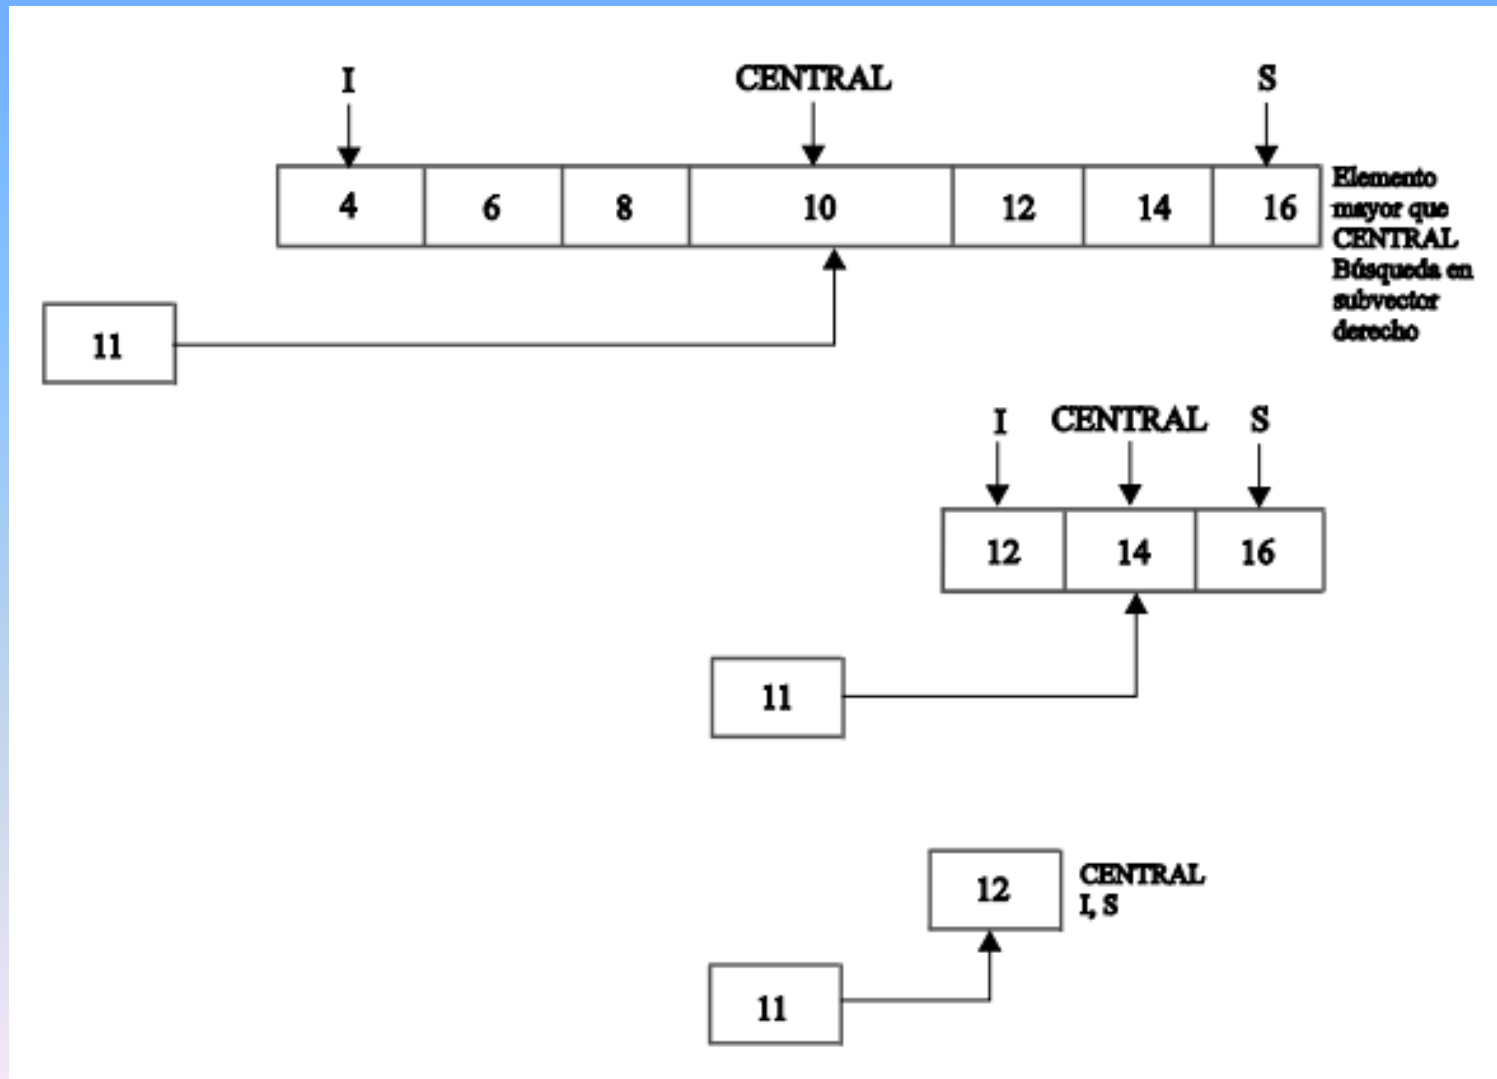 I CENTRAL S
4 6 8 10 12 14 16
Elemento
mayor que
CENTRAL
Búsqueda en
subvector
derecho
11
I CENTRAL S
12 14 16
11
12
CENTRAL
I, S
11